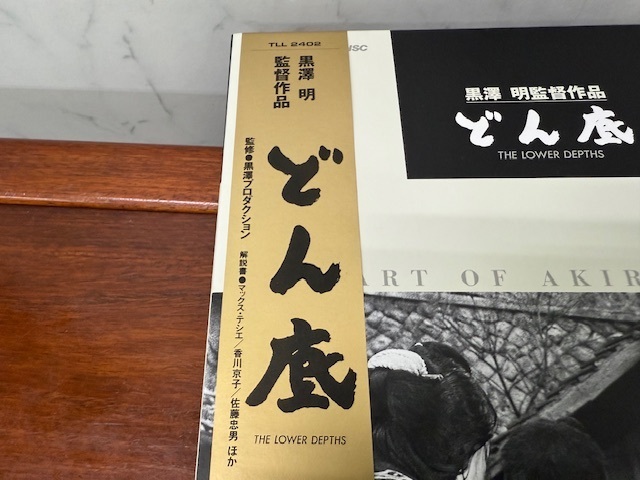 TLL 2402
黒澤 明
監督作品
どん底
監修●黒澤プロダクション
解説書●マックス・テシエ/香川京子/佐藤忠男 ほか
THE LOWER DEPTHS
ISC
黒澤 明監督作品
どん底
THE LOWER DEPTHS
ART OF AKIR